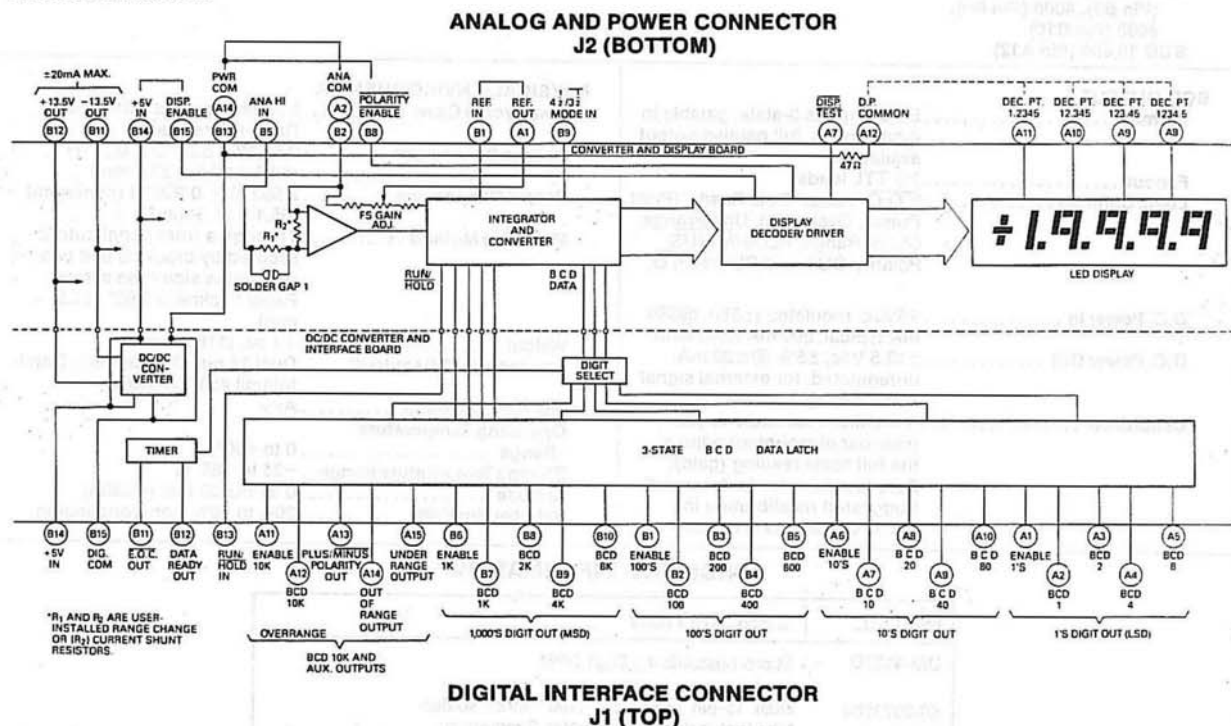 ANALOG AND POWER CONNECTOR
J2 (BOTTOM)
±20mA MAX.
+13.5V OUT
B12
−13.5V OUT
B11
+5V IN
B14
DISP. ENABLE
B15
PWR COM
A14
B13
ANA HI IN
B5
ANA COM
A2
B2
POLARITY ENABLE
B8
REF. IN
B1
REF. OUT
A1
4½/3½ MODE IN
B9
DISP. TEST
A7
D.P. COMMON
A12
DEC. PT. 1.2345
A11
DEC. PT. 12.345
A10
DEC. PT. 123.45
A9
DEC. PT. 1234.5
A8
CONVERTER AND DISPLAY BOARD
47Ω
FS GAIN ADJ.
R2*
R1*
SOLDER GAP 1
INTEGRATOR AND CONVERTER
DISPLAY DECODER/DRIVER
÷1.9.9.9.9
LED DISPLAY
RUN/HOLD
BCD DATA
DC/DC CONVERTER AND INTERFACE BOARD
DC/DC CON-VERTER
DIGIT SELECT
TIMER
3-STATE BCD DATA LATCH
B14
+5V IN
B15
DIG. COM
B11
E.O.C. OUT
B12
DATA READY OUT
B13
RUN/HOLD IN
A11
ENABLE 10K
A12
BCD 10K
A13
PLUS/MINUS POLARITY OUT
A14
OUT OF RANGE OUTPUT
A15
UNDER RANGE OUTPUT
B6
ENABLE 1K
B7
BCD 1K
B8
BCD 2K
B9
BCD 4K
B10
BCD 8K
B1
ENABLE 100'S
B2
BCD 100
B3
BCD 200
B4
BCD 400
B5
BCD 800
A6
ENABLE 10'S
A7
BCD 10
A8
BCD 20
A9
BCD 40
A10
BCD 80
A1
ENABLE 1'S
A2
BCD 1
A3
BCD 2
A4
BCD 4
A5
BCD 8
*R1 AND R2 ARE USER-
INSTALLED RANGE CHANGE
OR (R2) CURRENT SHUNT
RESISTORS.
OVERRANGE
BCD 10K AND
AUX. OUTPUTS
1,000'S DIGIT OUT (MSD)
100'S DIGIT OUT
10'S DIGIT OUT
1'S DIGIT OUT (LSD)
DIGITAL INTERFACE CONNECTOR
J1 (TOP)